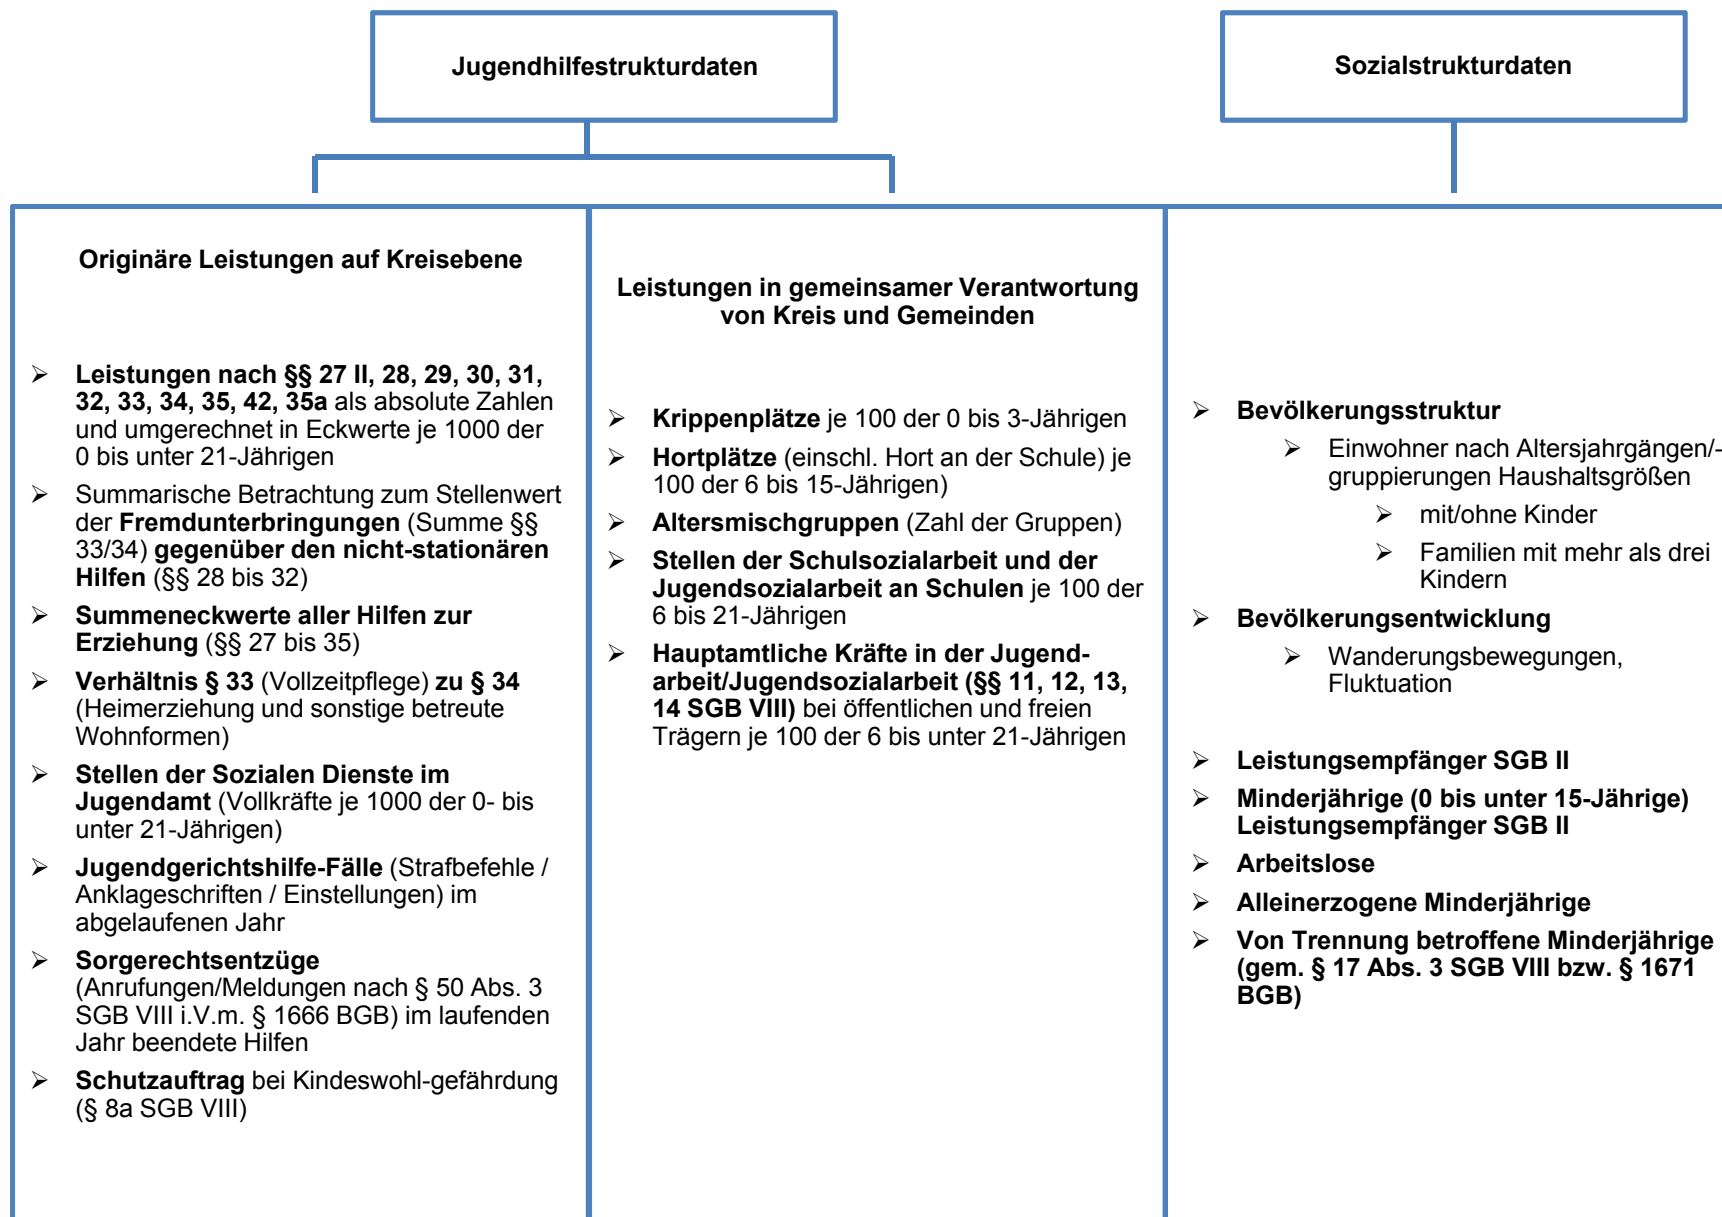 Jugendhilfestrukturdaten
Sozialstrukturdaten
Originäre Leistungen auf Kreisebene
➢ Leistungen nach §§ 27 II, 28, 29, 30, 31,
32, 33, 34, 35, 42, 35a als absolute Zahlen
und umgerechnet in Eckwerte je 1000 der
0 bis unter 21-Jährigen
➢ Summarische Betrachtung zum Stellenwert
der Fremdunterbringungen (Summe §§
33/34) gegenüber den nicht-stationären
Hilfen (§§ 28 bis 32)
➢ Summeneckwerte aller Hilfen zur
Erziehung (§§ 27 bis 35)
➢ Verhältnis § 33 (Vollzeitpflege) zu § 34
(Heimerziehung und sonstige betreute
Wohnformen)
➢ Stellen der Sozialen Dienste im
Jugendamt (Vollkräfte je 1000 der 0- bis
unter 21-Jährigen)
➢ Jugendgerichtshilfe-Fälle (Strafbefehle /
Anklageschriften / Einstellungen) im
abgelaufenen Jahr
➢ Sorgerechtsentzüge
(Anrufungen/Meldungen nach § 50 Abs. 3
SGB VIII i.V.m. § 1666 BGB) im laufenden
Jahr beendete Hilfen
➢ Schutzauftrag bei Kindeswohl-gefährdung
(§ 8a SGB VIII)
Leistungen in gemeinsamer Verantwortung
von Kreis und Gemeinden
➢ Krippenplätze je 100 der 0 bis 3-Jährigen
➢ Hortplätze (einschl. Hort an der Schule) je
100 der 6 bis 15-Jährigen)
➢ Altersmischgruppen (Zahl der Gruppen)
➢ Stellen der Schulsozialarbeit und der
Jugendsozialarbeit an Schulen je 100 der
6 bis 21-Jährigen
➢ Hauptamtliche Kräfte in der Jugend-
arbeit/Jugendsozialarbeit (§§ 11, 12, 13,
14 SGB VIII) bei öffentlichen und freien
Trägern je 100 der 6 bis unter 21-Jährigen
➢ Bevölkerungsstruktur
➢ Einwohner nach Altersjahrgängen/-
gruppierungen Haushaltsgrößen
➢ mit/ohne Kinder
➢ Familien mit mehr als drei
Kindern
➢ Bevölkerungsentwicklung
➢ Wanderungsbewegungen,
Fluktuation
➢ Leistungsempfänger SGB II
➢ Minderjährige (0 bis unter 15-Jährige)
Leistungsempfänger SGB II
➢ Arbeitslose
➢ Alleinerzogene Minderjährige
➢ Von Trennung betroffene Minderjährige
(gem. § 17 Abs. 3 SGB VIII bzw. § 1671
BGB)